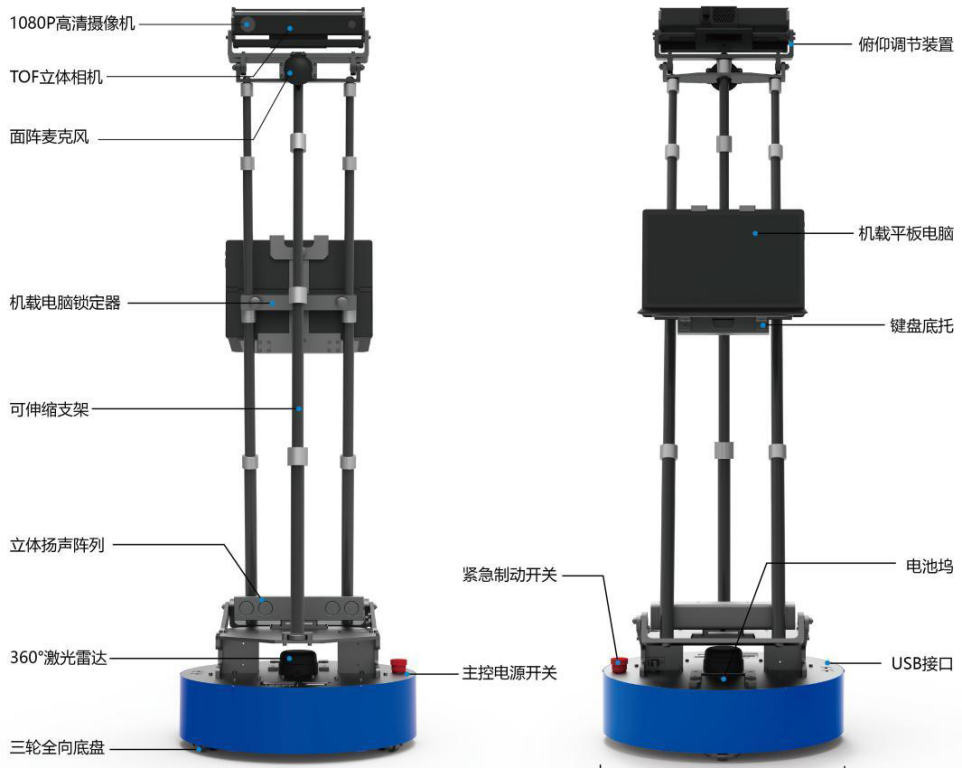 1080P高清摄像机
TOF立体相机
面阵麦克风
机载电脑锁定器
可伸缩支架
立体扬声阵列
360°激光雷达
三轮全向底盘
主控电源开关
俯仰调节装置
机载平板电脑
键盘底托
紧急制动开关
电池坞
USB接口